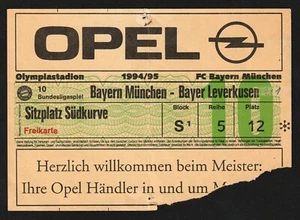 OPEL
Olympiastadion 1994/95 FC Bayern München
10 Bayern München - Bayer Leverkusen
Bundesligaspiel
Block Reihe Platz
Sitzplatz Südkurve S1 5 12 *
Freikarte
Herzlich willkommen beim Meister:
Ihre Opel Händler in und um M